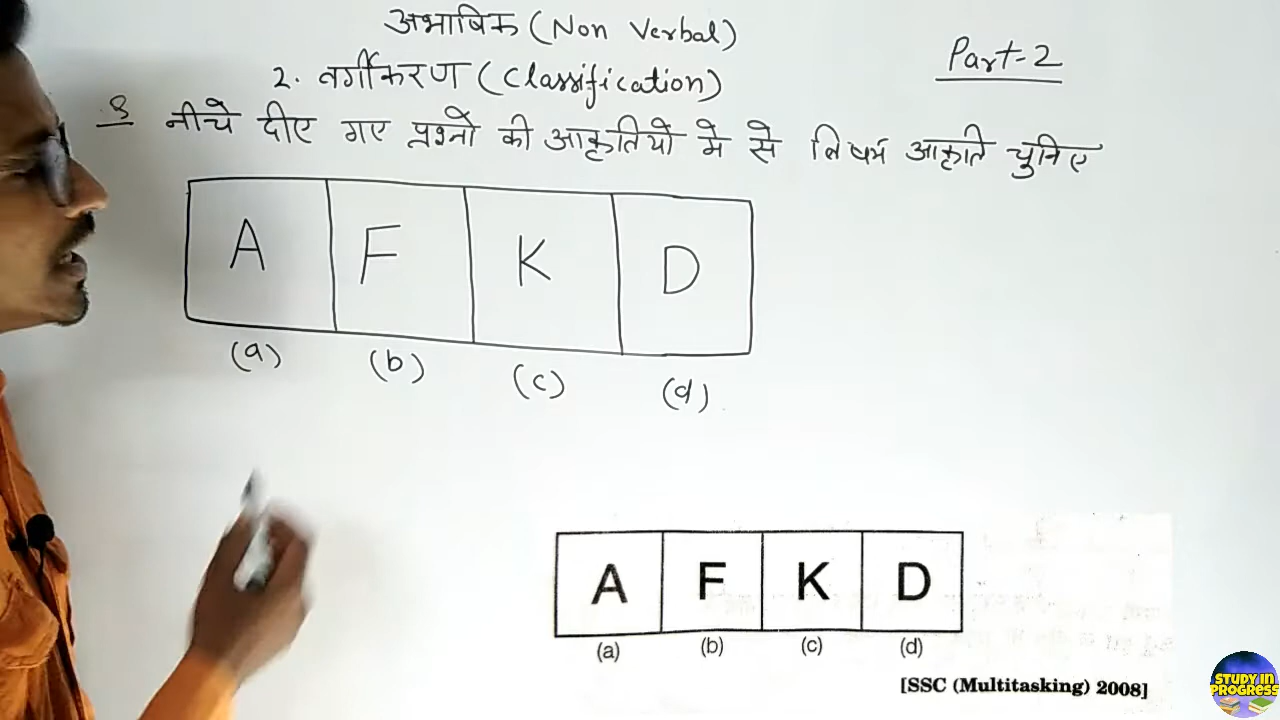 अभाषिक (Non Verbal)
Part-2
2. वर्गीकरण (Classification)
8 नीचे दीए गए प्रश्नो की आकृतियो मे से विषम आकृति चुनिए
A F K D
(a) (b) (c) (d)
A F K D
(a) (b) (c) (d)
[SSC (Multitasking) 2008]
STUDY IN
PROGRESS